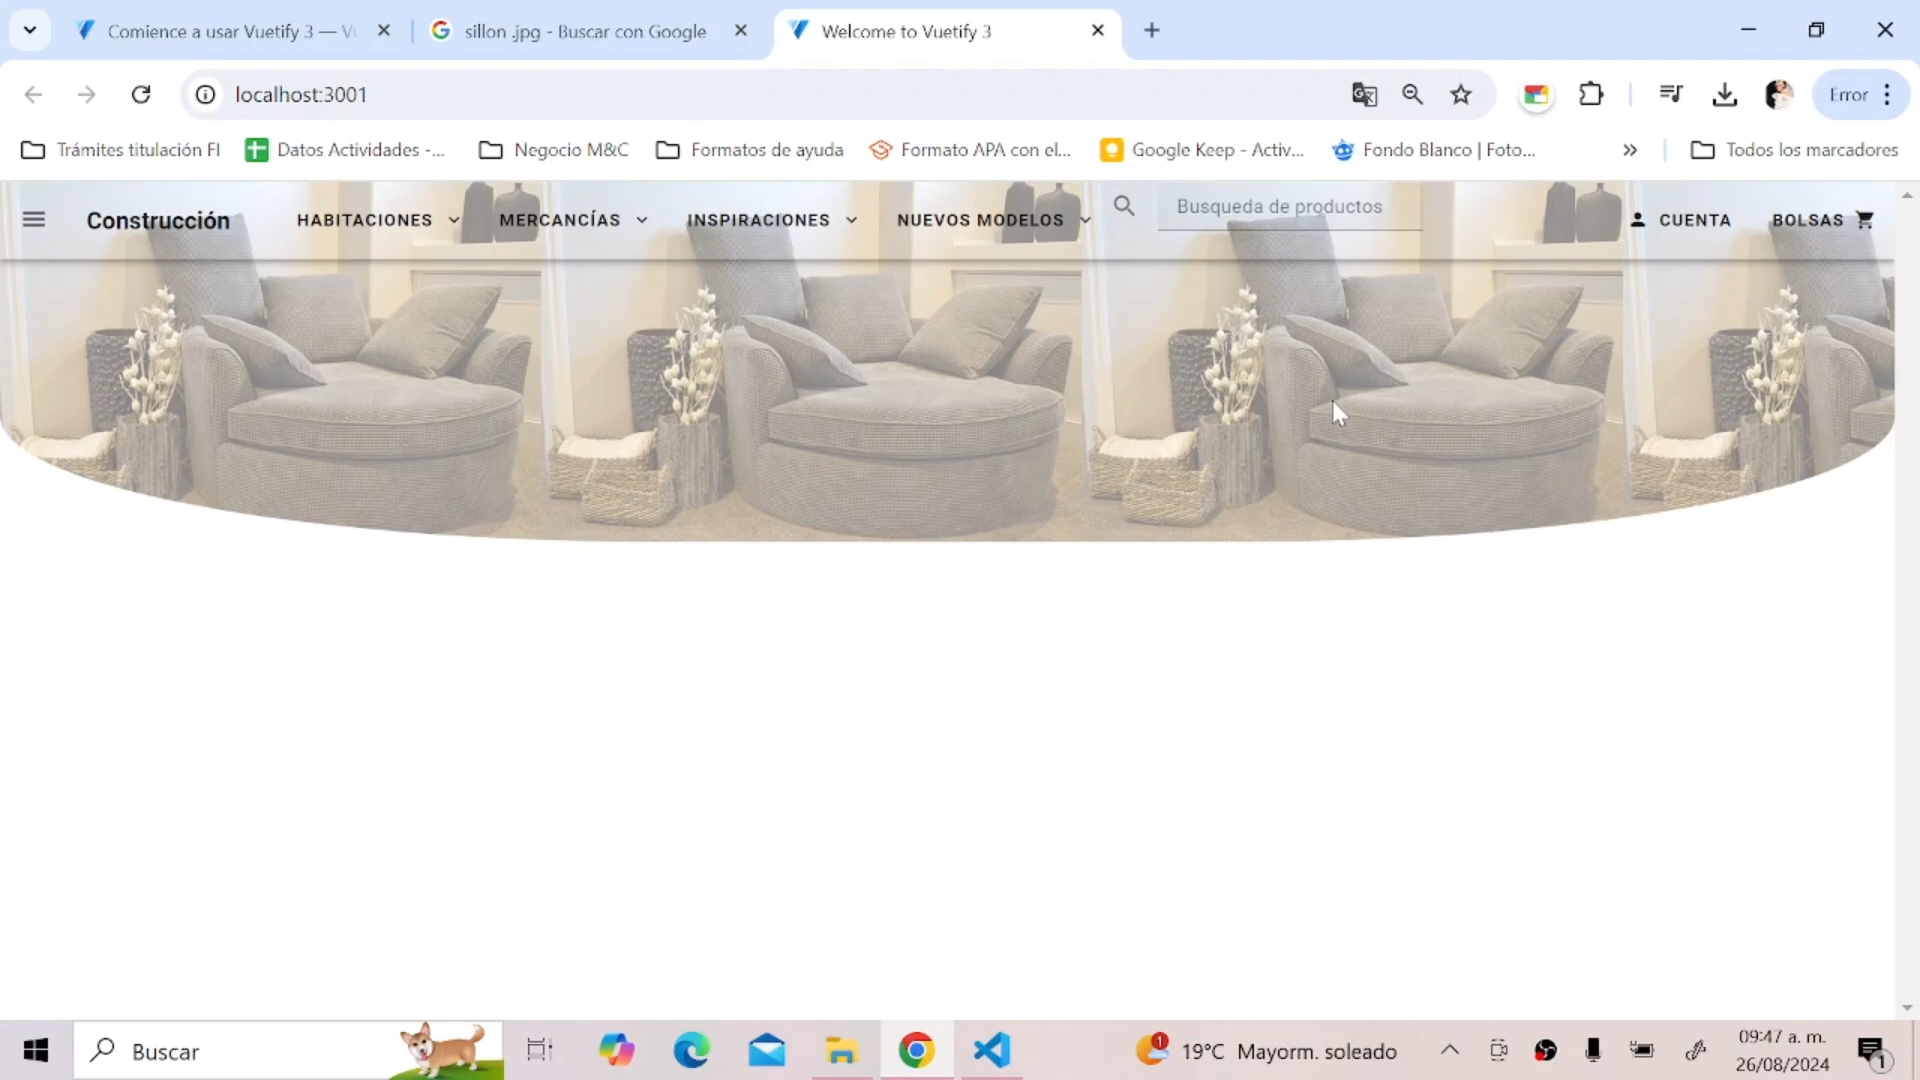 Comience a usar Vuetify 3 — Vu
sillon .jpg - Buscar con Google
Welcome to Vuetify 3
localhost:3001
Error
Trámites titulación FI
Datos Actividades -...
Negocio M&C
Formatos de ayuda
Formato APA con el...
Google Keep - Activ...
Fondo Blanco | Foto...
»
Todos los marcadores
Construcción
HABITACIONES
MERCANCÍAS
INSPIRACIONES
NUEVOS MODELOS
Busqueda de productos
CUENTA
BOLSAS
Buscar
1
19°C Mayorm. soleado
09:47 a. m.
26/08/2024
1